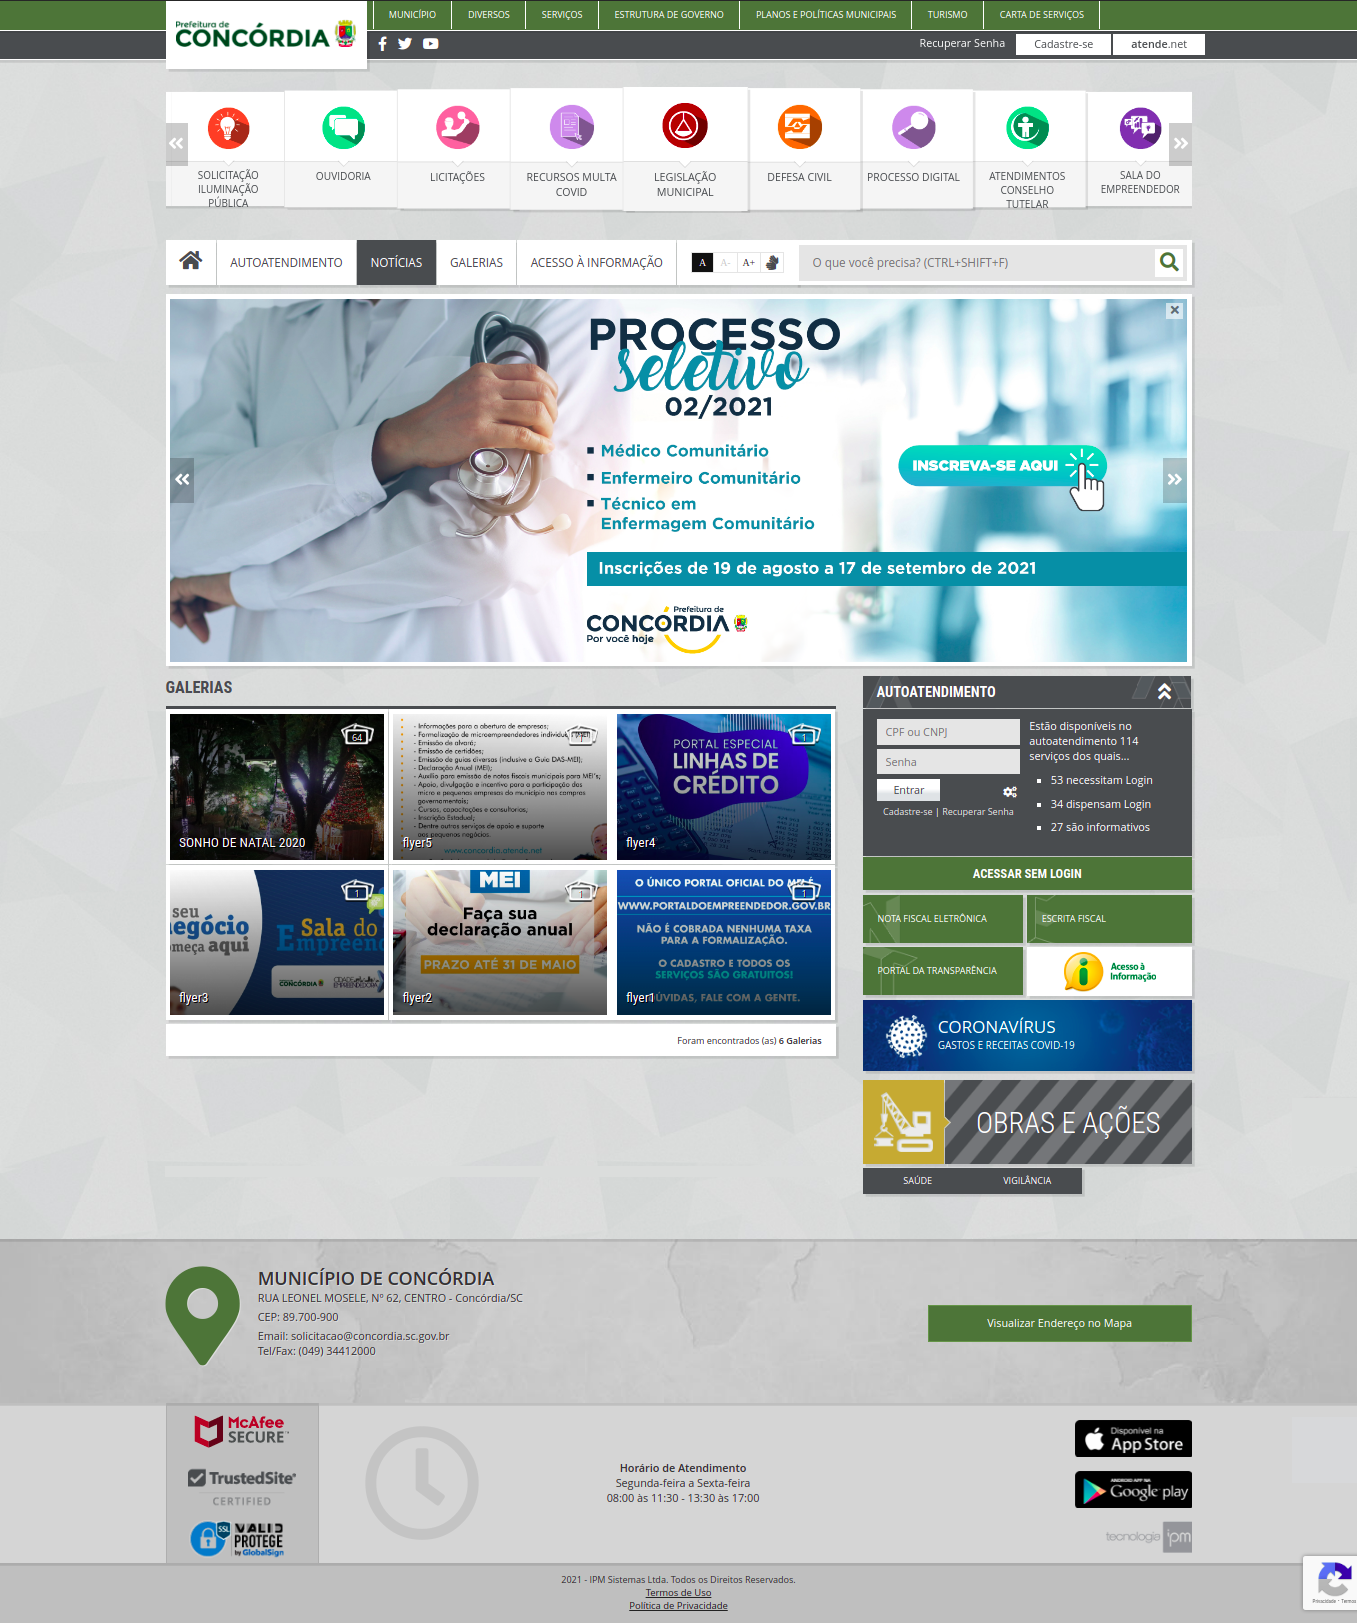 MUNICÍPIO DIVERSOS SERVIÇOS ESTRUTURA DE GOVERNO PLANOS E POLÍTICAS MUNICIPAIS TURISMO CARTA DE SERVIÇOS
Prefeitura de
CONCÓRDIA
Recuperar Senha Cadastre-se atende.net
SOLICITAÇÃO
ILUMINAÇÃO
PÚBLICA
OUVIDORIA
LICITAÇÕES
RECURSOS MULTA
COVID
LEGISLAÇÃO
MUNICIPAL
DEFESA CIVIL
PROCESSO DIGITAL
ATENDIMENTOS
CONSELHO
TUTELAR
SALA DO
EMPREENDEDOR
AUTOATENDIMENTO NOTÍCIAS GALERIAS ACESSO À INFORMAÇÃO A A- A+ O que você precisa? (CTRL+SHIFT+F)
PROCESSO
seletivo
02/2021
Médico Comunitário
Enfermeiro Comunitário
Técnico em
Enfermagem Comunitário
INSCREVA-SE AQUI
Inscrições de 19 de agosto a 17 de setembro de 2021
Prefeitura de
CONCÓRDIA
Por você hoje
GALERIAS
64
SONHO DE NATAL 2020
- Informações para a abertura de empresas;
- Formalização de microempreendedores individuais
- Emissão de alvará;
- Emissão de certidões;
- Emissão de guias diversas (inclusive o Guia DAS-MEI);
- Declaração Anual (MEI);
- Auxílio para emissão de notas fiscais municipais para MEI's;
- Apoio, divulgação e incentivo para a participação das
micro e pequenas empresas do município nas compras
governamentais;
- Cursos, capacitações e consultorias;
- Inscrição Estadual;
- Dentre outros serviços de apoio e suporte
aos pequenos negócios.
www.concordia.atende.net
1
flyer5
PORTAL ESPECIAL
LINHAS DE
CRÉDITO
1
flyer4
seu
negócio
começa aqui
Sala do
Empreend
CONCÓRDIA
CIDADE
EMPREENDEDORA
1
flyer3
MEI
Faça sua
declaração anual
PRAZO ATÉ 31 DE MAIO
1
flyer2
O ÚNICO PORTAL OFICIAL DO MEI É
WWW.PORTALDOEMPREENDEDOR.GOV.BR
NÃO É COBRADA NENHUMA TAXA
PARA A FORMALIZAÇÃO.
O CADASTRO E TODOS OS
SERVIÇOS SÃO GRATUITOS!
DÚVIDAS, FALE COM A GENTE.
1
flyer1
Foram encontrados (as) 6 Galerias
AUTOATENDIMENTO
CPF ou CNPJ
Senha
Entrar
Cadastre-se | Recuperar Senha
Estão disponíveis no
autoatendimento 114
serviços dos quais...
53 necessitam Login
34 dispensam Login
27 são informativos
ACESSAR SEM LOGIN
NOTA FISCAL ELETRÔNICA ESCRITA FISCAL
PORTAL DA TRANSPARÊNCIA
Acesso à
Informação
CORONAVÍRUS
GASTOS E RECEITAS COVID-19
OBRAS E AÇÕES
SAÚDE VIGILÂNCIA
MUNICÍPIO DE CONCÓRDIA
RUA LEONEL MOSELE, Nº 62, CENTRO - Concórdia/SC
CEP: 89.700-900
Email: solicitacao@concordia.sc.gov.br
Tel/Fax: (049) 34412000
Visualizar Endereço no Mapa
McAfee
SECURE™
TrustedSite®
CERTIFIED
SSL
VALID
PROTEGE
by GlobalSign
Horário de Atendimento
Segunda-feira a Sexta-feira
08:00 às 11:30 - 13:30 às 17:00
Disponível na
App Store
ANDROID APP NA
Google play
tecnologia ipm
2021 - IPM Sistemas Ltda. Todos os Direitos Reservados.
Termos de Uso
Política de Privacidade
Privacidade - Termos